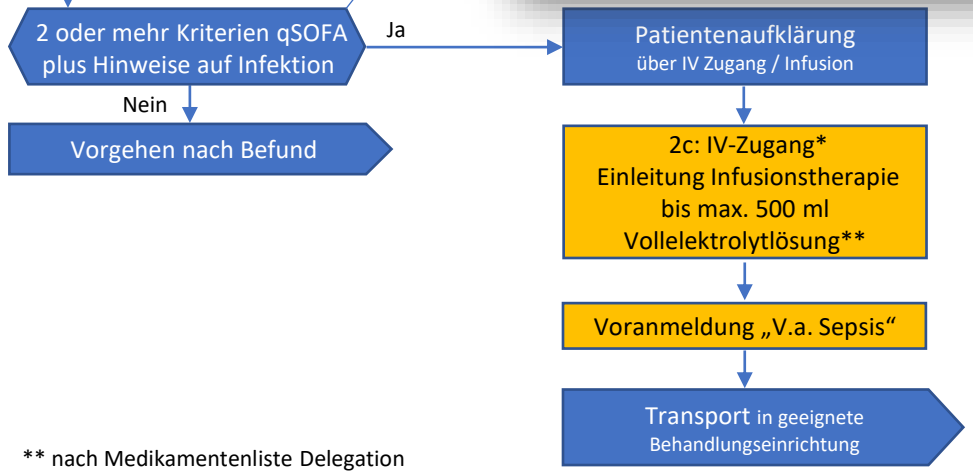 2 oder mehr Kriterien qSOFA
plus Hinweise auf Infektion
Ja
Patientenaufklärung
über IV Zugang / Infusion
Nein
Vorgehen nach Befund
2c: IV-Zugang*
Einleitung Infusionstherapie
bis max. 500 ml
Vollelektrolytlösung**
Voranmeldung „V.a. Sepsis“
Transport in geeignete
Behandlungseinrichtung
** nach Medikamentenliste Delegation